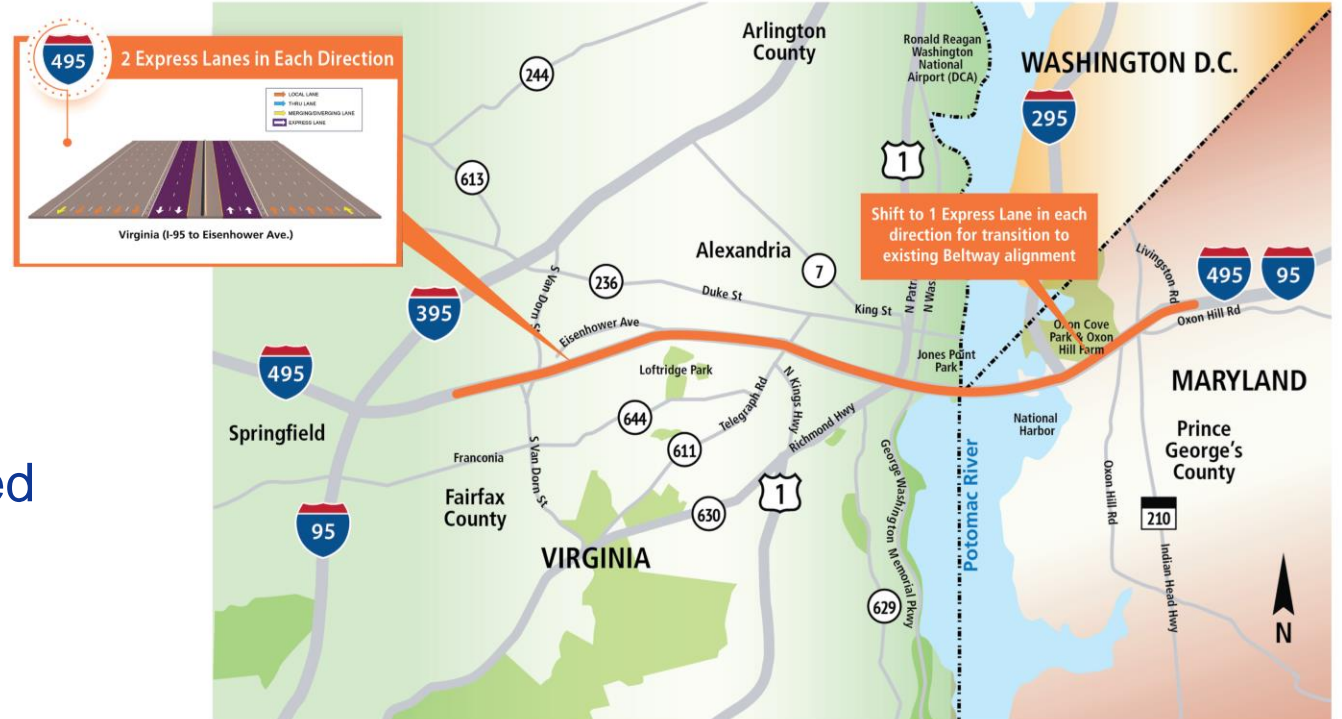 495
2 Express Lanes in Each Direction
LOCAL LANE
THRU LANE
MERGING/DIVERGING LANE
EXPRESS LANE
Virginia (I-95 to Eisenhower Ave.)
Arlington
County
Ronald Reagan
Washington
National
Airport (DCA)
WASHINGTON D.C.
244
295
1
613
Shift to 1 Express Lane in each
direction for transition to
existing Beltway alignment
Alexandria
7
Livingston Rd
495
95
S Van Dorn St
236
Duke St
King St
N Patri
N Was
395
Eisenhower Ave
Oxon Cove
Park & Oxon
Hill Farm
Oxon Hill Rd
495
Loftridge Park
Jones Point
Park
MARYLAND
N Kings Hwy
Telegraph Rd
Richmond Hwy
National
Harbor
Springfield
644
611
Prince
George's
County
Franconia
S Van Dorn St
George Washington Memorial Pkwy
Oxon Hill Rd
ed
Fairfax
County
1
95
630
210
VIRGINIA
Potomac River
Indian Head Hwy
629
N